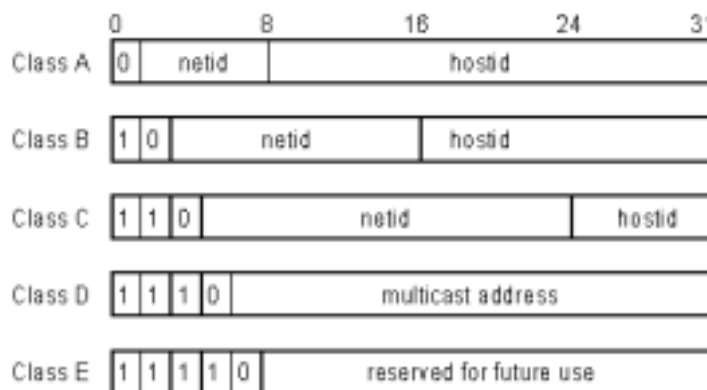 0 8 16 24 31
Class A 0 netid hostid
Class B 1 0 netid hostid
Class C 1 1 0 netid hostid
Class D 1 1 1 0 multicast address
Class E 1 1 1 1 0 reserved for future use